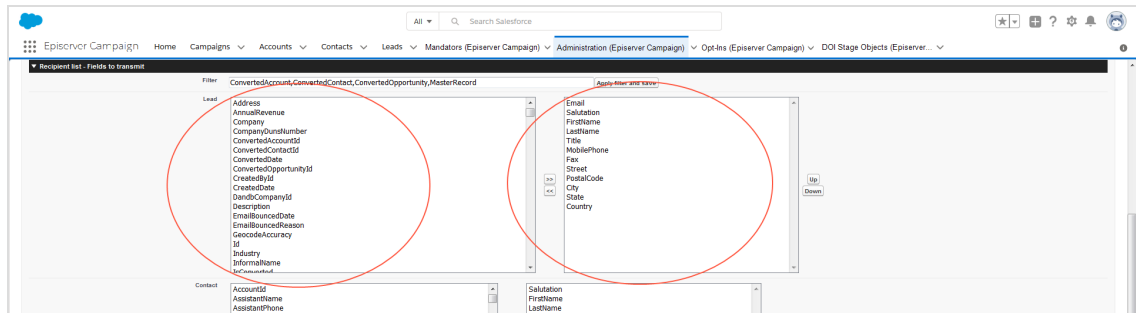 All
Search Salesforce
Episerver Campaign Home Campaigns Accounts Contacts Leads Mandators (Episerver Campaign) Administration (Episerver Campaign) Opt-Ins (Episerver Campaign) DOI Stage Objects (Episerver...
Recipient list - Fields to transmit
Filter ConvertedAccount,ConvertedContact,ConvertedOpportunity,MasterRecord Apply filter and save
Lead
Address
AnnualRevenue
Company
CompanyDunsNumber
ConvertedAccountId
ConvertedContactId
ConvertedDate
ConvertedOpportunityId
CreatedById
CreatedDate
DandbCompanyId
Description
EmailBouncedDate
EmailBouncedReason
GeocodeAccuracy
Id
Industry
InformalName
IsConverted
>>
<<
Email
Salutation
FirstName
LastName
Title
MobilePhone
Fax
Street
PostalCode
City
State
Country
Up
Down
Contact
AccountId
AssistantName
AssistantPhone
Salutation
FirstName
LastName